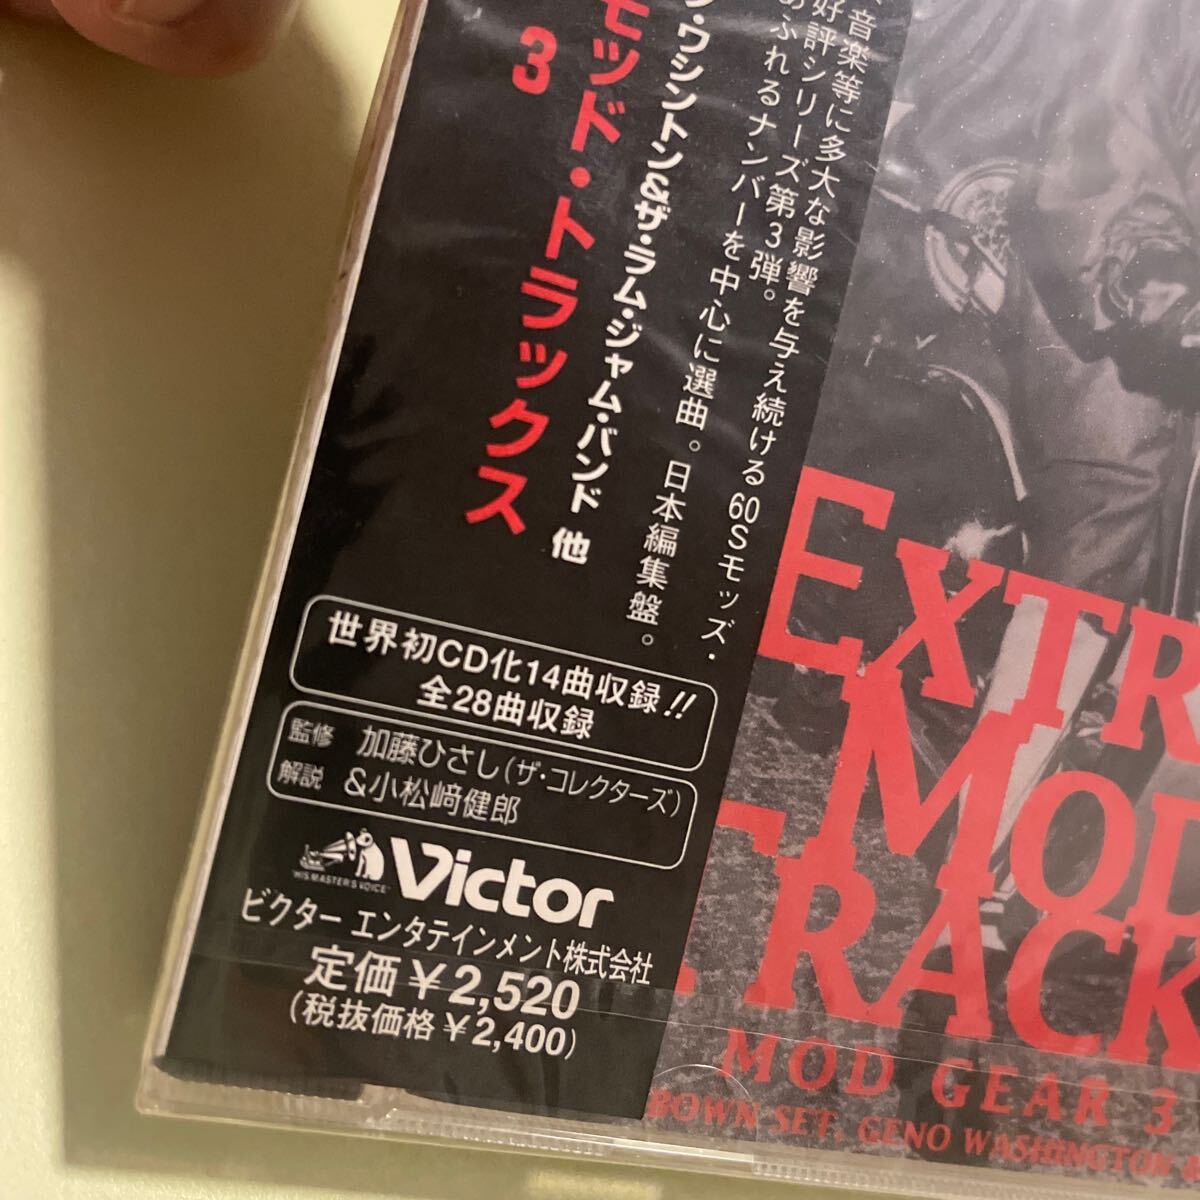 、音楽等に多大な影響を与え続ける60Sモッズ・
好評シリーズ第3弾。
あふれるナンバーを中心に選曲。日本編集盤。
ワシントン&ザ・ラム・ジャム・バンド 他
モッド・トラックス
3
世界初CD化14曲収録!!
全28曲収録
監修 加藤ひさし(ザ・コレクターズ)
解説 &小松﨑健郎
"HIS MASTER'S VOICE"
Victor
ビクター エンタテインメント株式会社
定価¥2,520
(税抜価格¥2,400)
EXTR
MOD
TRACK
MOD GEAR 3
BOWN SET, GENO WASHINGTON &